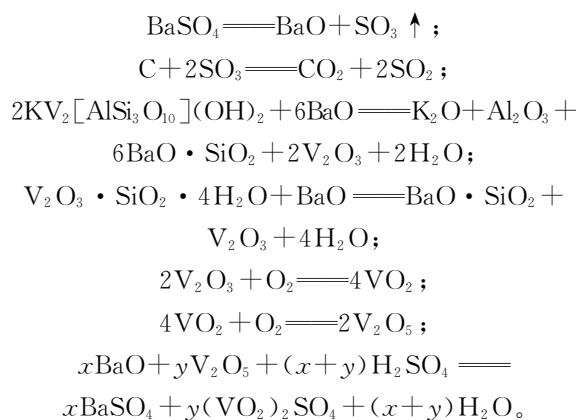 BaSO₄══BaO+SO₃↑;
C+2SO₃══CO₂+2SO₂;
2KV₂[AlSi₃O₁₀](OH)₂+6BaO══K₂O+Al₂O₃+
6BaO·SiO₂+2V₂O₃+2H₂O;
V₂O₃·SiO₂·4H₂O+BaO══BaO·SiO₂+
V₂O₃+4H₂O;
2V₂O₃+O₂══4VO₂;
4VO₂+O₂══2V₂O₅;
xBaO+yV₂O₅+(x+y)H₂SO₄══
xBaSO₄+y(VO₂)₂SO₄+(x+y)H₂O。